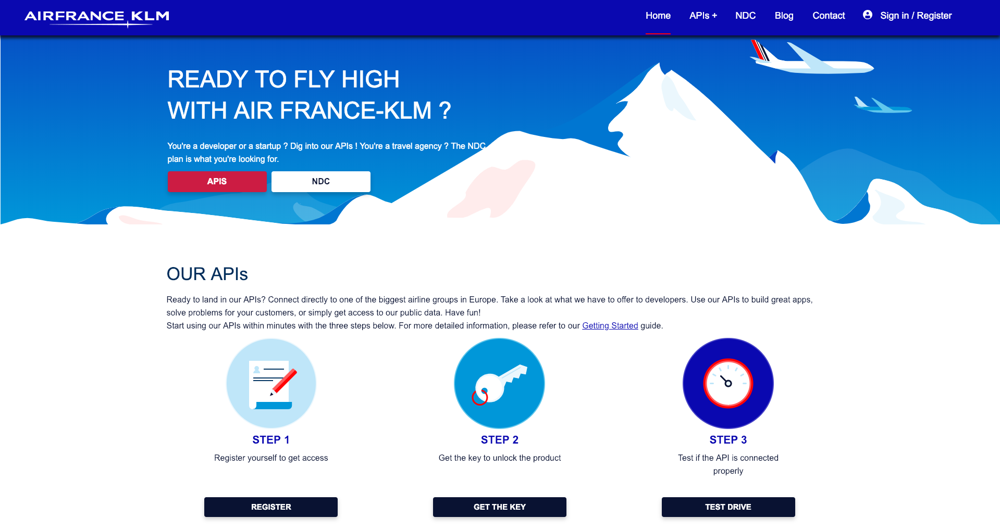 AIRFRANCE KLM
Home APIs + NDC Blog Contact Sign in / Register
READY TO FLY HIGH
WITH AIR FRANCE-KLM ?
You're a developer or a startup ? Dig into our APIs ! You're a travel agency ? The NDC
plan is what you're looking for.
APIS NDC
OUR APIs
Ready to land in our APIs? Connect directly to one of the biggest airline groups in Europe. Take a look at what we have to offer to developers. Use our APIs to build great apps,
solve problems for your customers, or simply get access to our public data. Have fun!
Start using our APIs within minutes with the three steps below. For more detailed information, please refer to our Getting Started guide.
STEP 1
Register yourself to get access
REGISTER
STEP 2
Get the key to unlock the product
GET THE KEY
STEP 3
Test if the API is connected
properly
TEST DRIVE